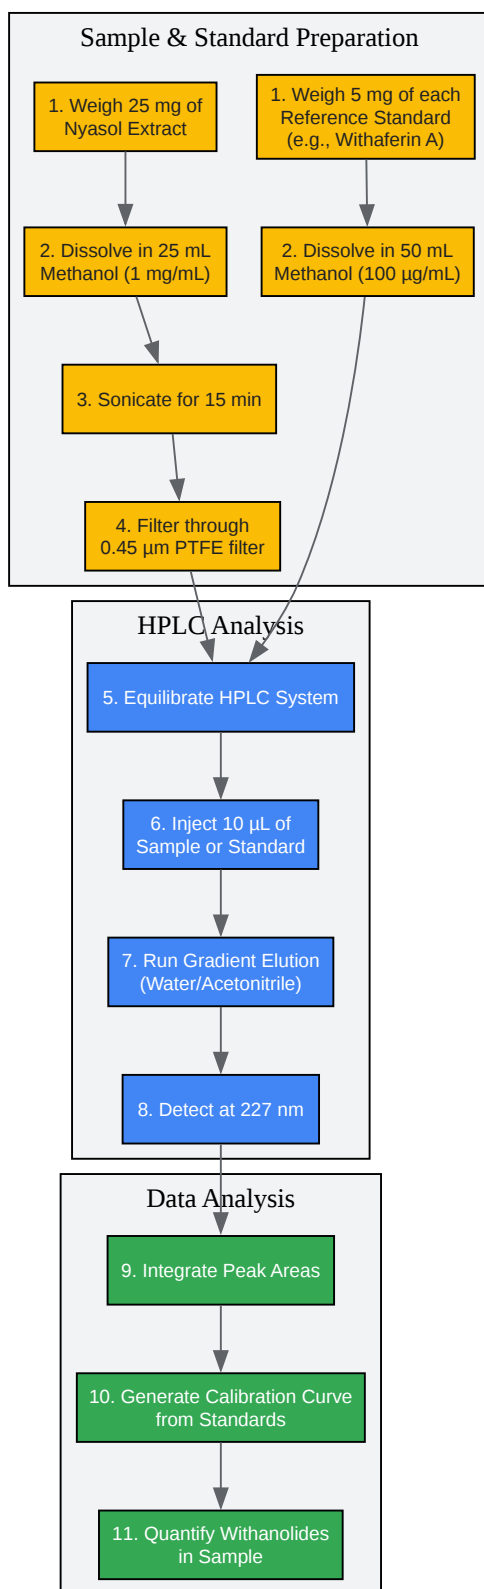 Sample & Standard Preparation
1. Weigh 25 mg of
Nyasol Extract
1. Weigh 5 mg of each
Reference Standard
(e.g., Withaferin A)
2. Dissolve in 25 mL
Methanol (1 mg/mL)
2. Dissolve in 50 mL
Methanol (100 µg/mL)
3. Sonicate for 15 min
4. Filter through
0.45 µm PTFE filter
HPLC Analysis
5. Equilibrate HPLC System
6. Inject 10 µL of
Sample or Standard
7. Run Gradient Elution
(Water/Acetonitrile)
8. Detect at 227 nm
Data Analysis
9. Integrate Peak Areas
10. Generate Calibration Curve
from Standards
11. Quantify Withanolides
in Sample